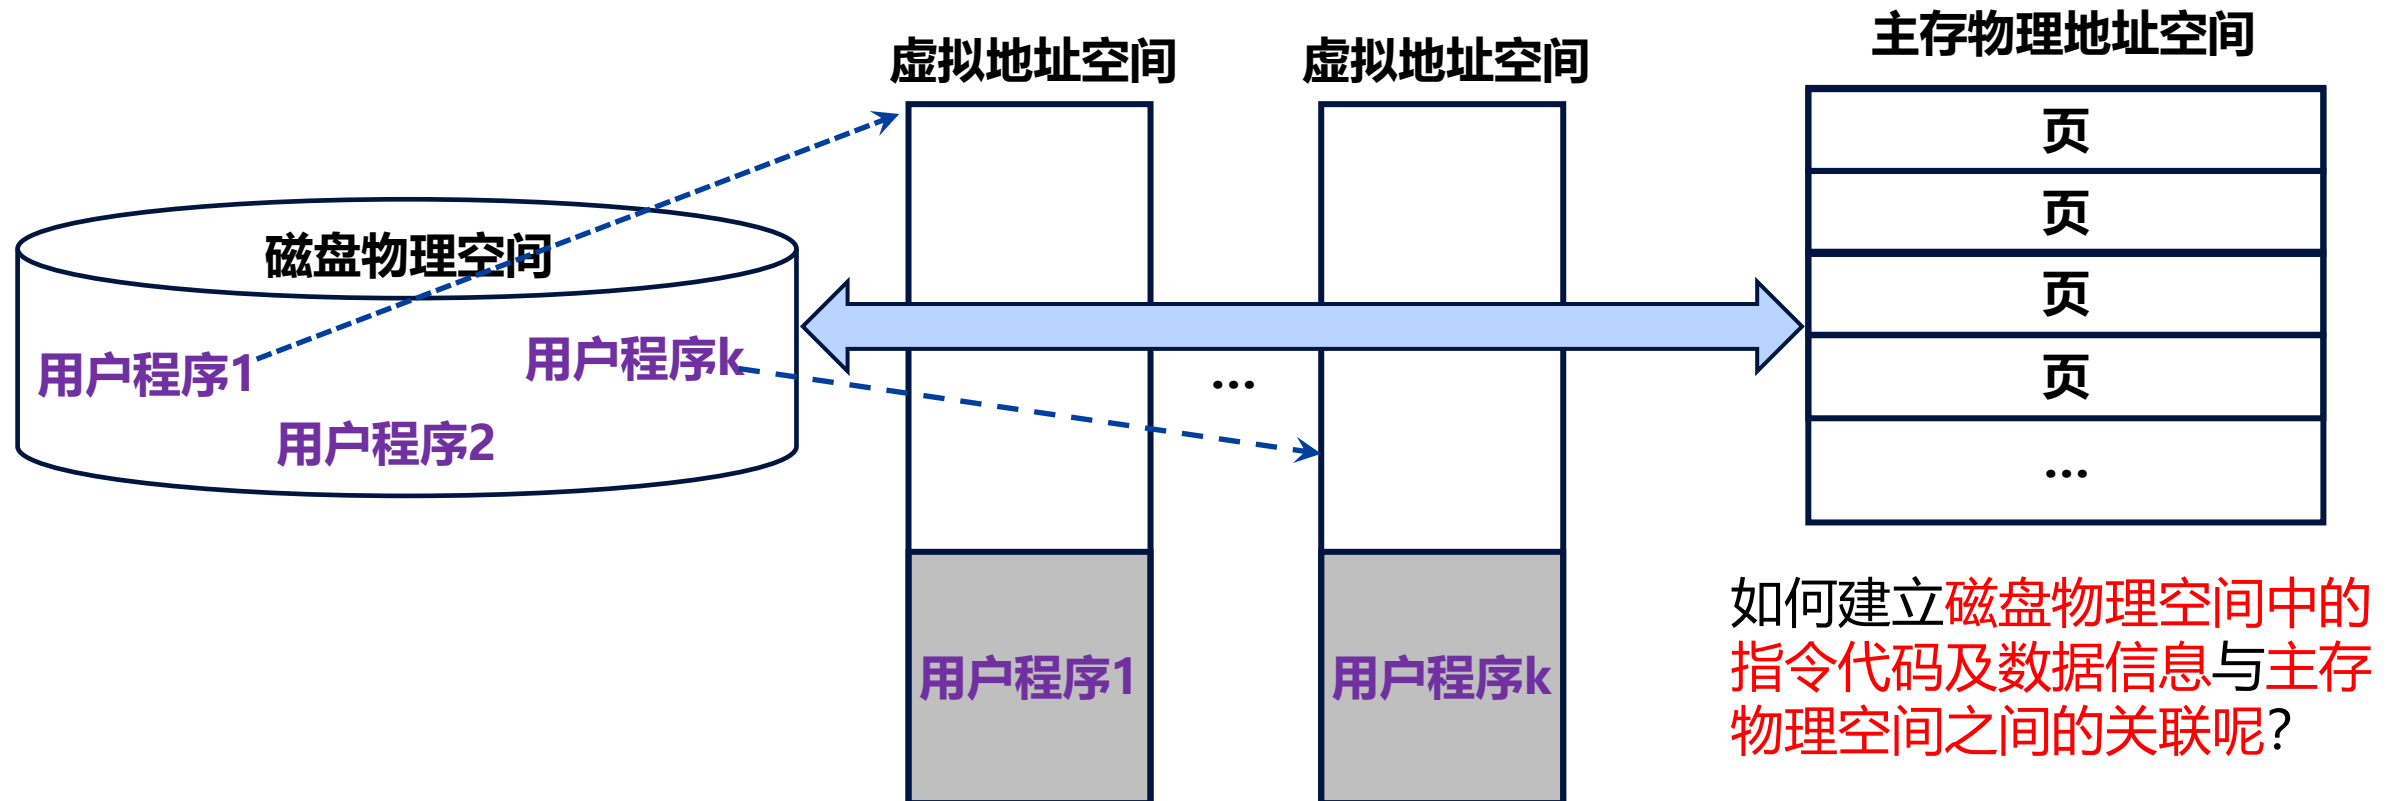 虚拟地址空间
虚拟地址空间
主存物理地址空间
磁盘物理空间
用户程序1
用户程序k
用户程序2
...
页
页
页
页
...
用户程序1
用户程序k
如何建立磁盘物理空间中的
指令代码及数据信息与主存
物理空间之间的关联呢？